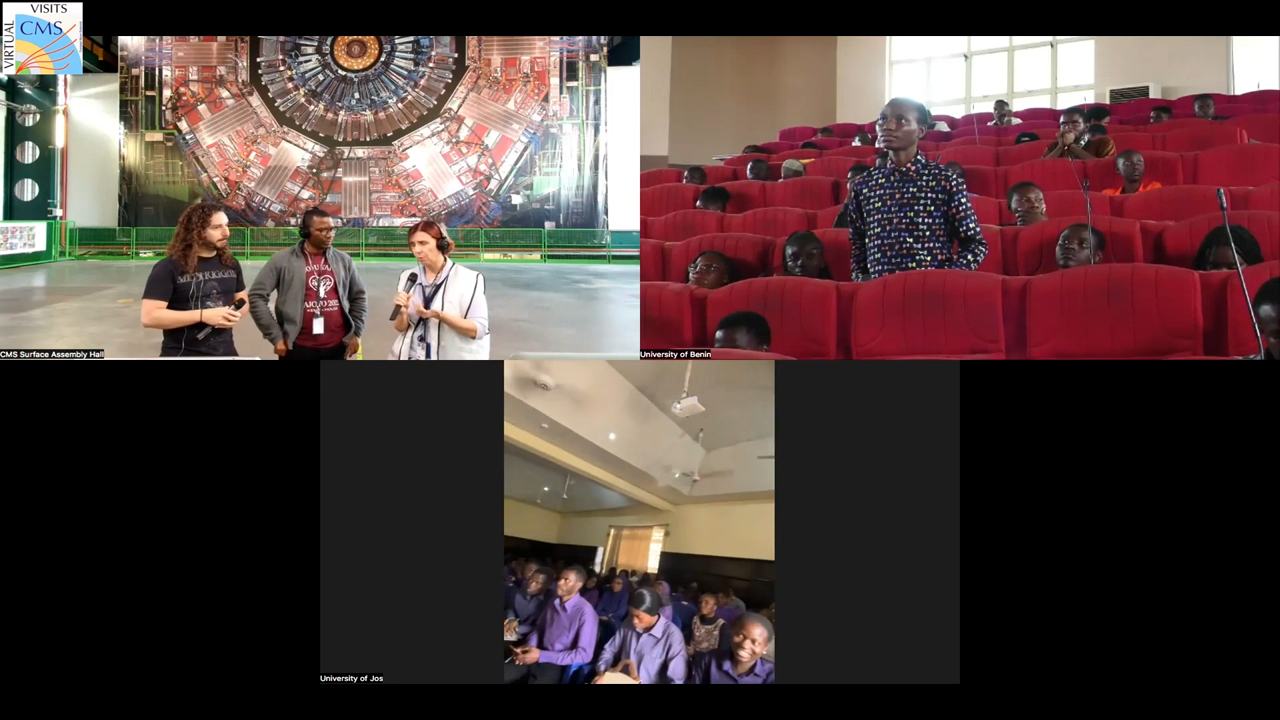 VISITS
VIRTUAL
CMS
CMS Surface Assembly Hall
University of Benin
University of Jos